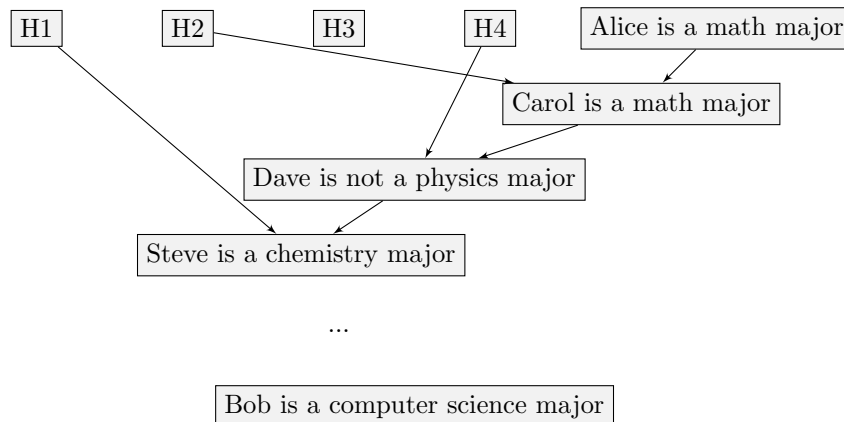 H1 H2 H3 H4 Alice is a math major
Carol is a math major
Dave is not a physics major
Steve is a chemistry major
...
Bob is a computer science major